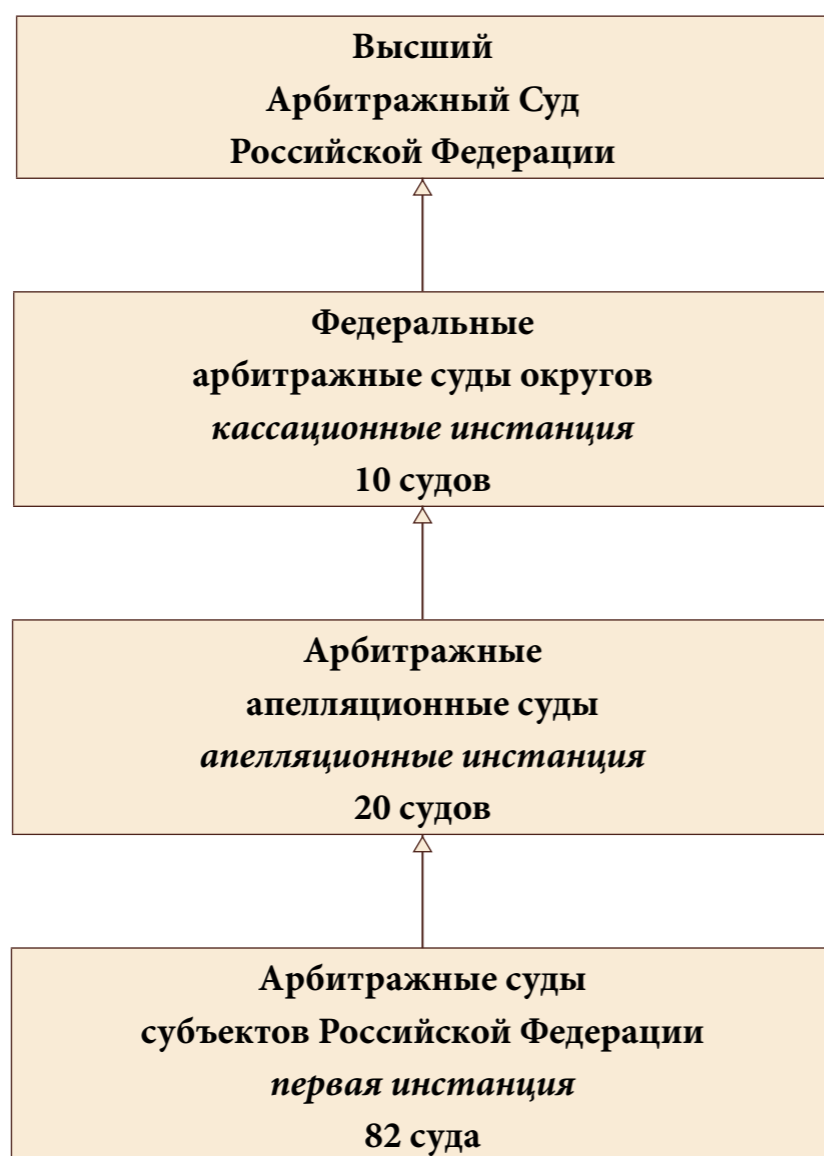 Высший
Арбитражный Суд
Российской Федерации
Федеральные
арбитражные суды округов
кассационные инстанция
10 судов
Арбитражные
апелляционные суды
апелляционные инстанция
20 судов
Арбитражные суды
субъектов Российской Федерации
первая инстанция
82 суда